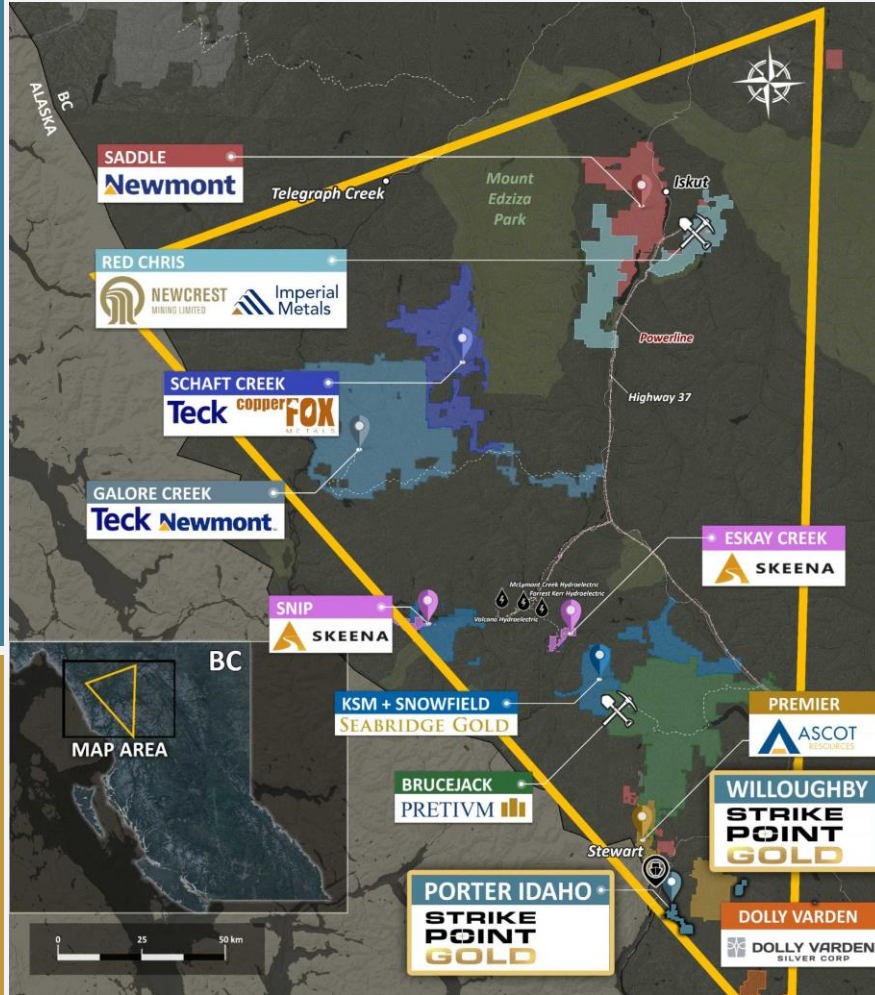 BC
ALASKA
SADDLE
Newmont
Telegraph Creek
Mount
Edziza
Park
Iskut
RED CHRIS
NEWCREST
MINING LIMITED
Imperial
Metals
Powerline
SCHAFT CREEK
Teck
copper
FOX
METALS
Highway 37
GALORE CREEK
Teck Newmont
ESKAY CREEK
SKEENA
McLymont Creek Hydroelectric
Forrest Kerr Hydroelectric
Volcano Hydroelectric
SNIP
SKEENA
BC
MAP AREA
KSM + SNOWFIELD
SEABRIDGE GOLD
PREMIER
ASCOT
RESOURCES
BRUCEJACK
PRETIVM
WILLOUGHBY
STRIKE
POINT
GOLD
Stewart
PORTER IDAHO
STRIKE
POINT
GOLD
DOLLY VARDEN
DOLLY VARDEN
SILVER CORP
0 25 50 km